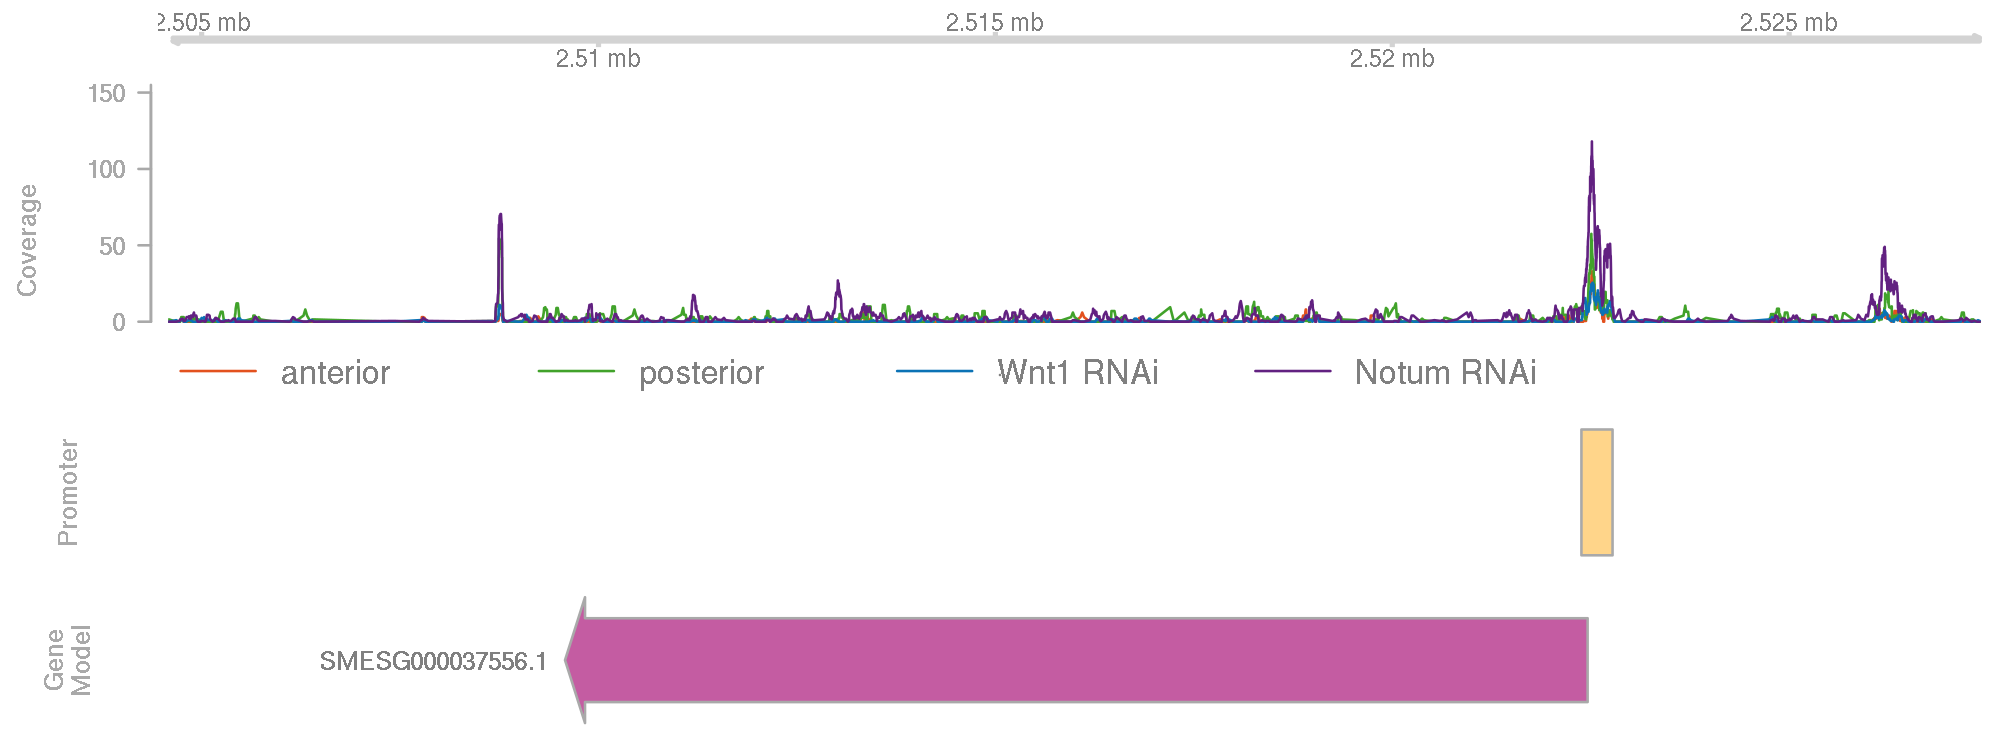 2.505 mb
2.515 mb
2.525 mb
2.51 mb
2.52 mb
150
100
50
0
Coverage
anterior
posterior
Wnt1 RNAi
Notum RNAi
Promoter
Gene
Model
SMESG000037556.1